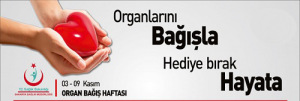 Organlarını
Bağışla
Hediye bırak
Hayata
03 - 09 Kasım
ORGAN BAĞIŞ HAFTASI